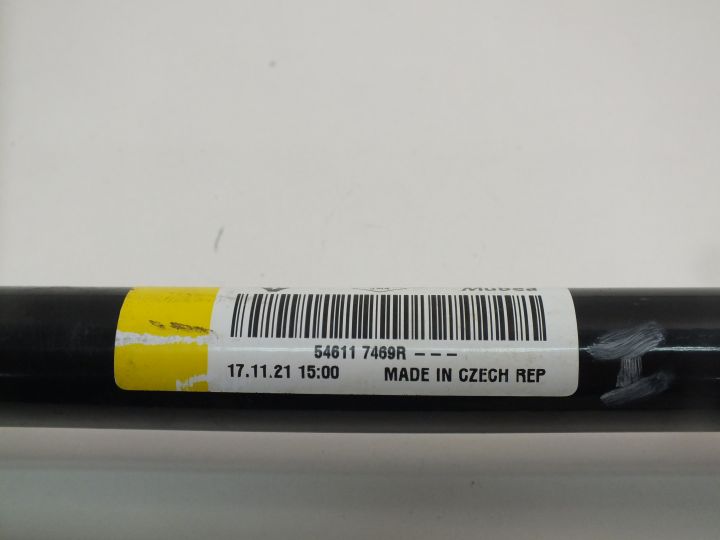 A
54611 7469R - - -
17.11.21 15:00 MADE IN CZECH REP